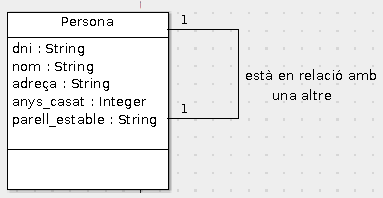 Persona
dni : String
nom : String
adreça : String
anys_casat : Integer
parell_estable : String
1
1
està en relació amb
una altre